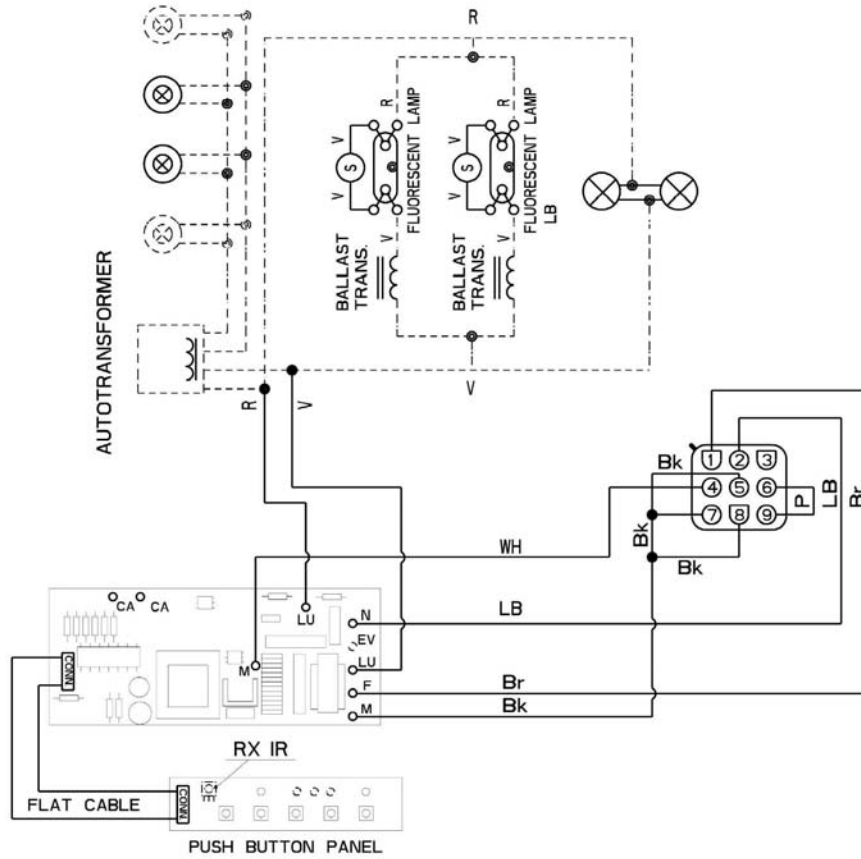 R
R
LAMP
R
LAMP
V
S
V
FLUORESCENT
V
S
V
FLUORESCENT
LB
V
BALLAST
TRANS.
V
BALLAST
TRANS.
AUTOTRANSFORMER
R
V
V
Bk
1 2 3
4 5 6
7 8 9
P
LB
Br
Bk
Bk
WH
CA CA
LU
N
LB
EV
M
LU
F
Br
M
Bk
CONN
RX IR
FLAT CABLE
CONN
PUSH BUTTON PANEL